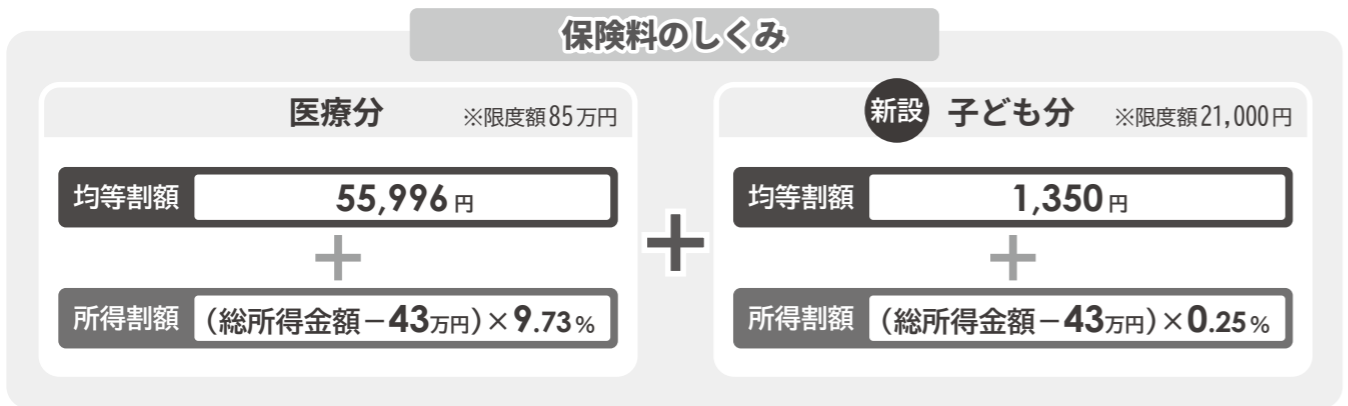 保険料のしくみ
医療分 ※限度額85万円
均等割額 55,996円
+
所得割額 (総所得金額-43万円)×9.73%
+
新設 子ども分 ※限度額21,000円
均等割額 1,350円
+
所得割額 (総所得金額-43万円)×0.25%